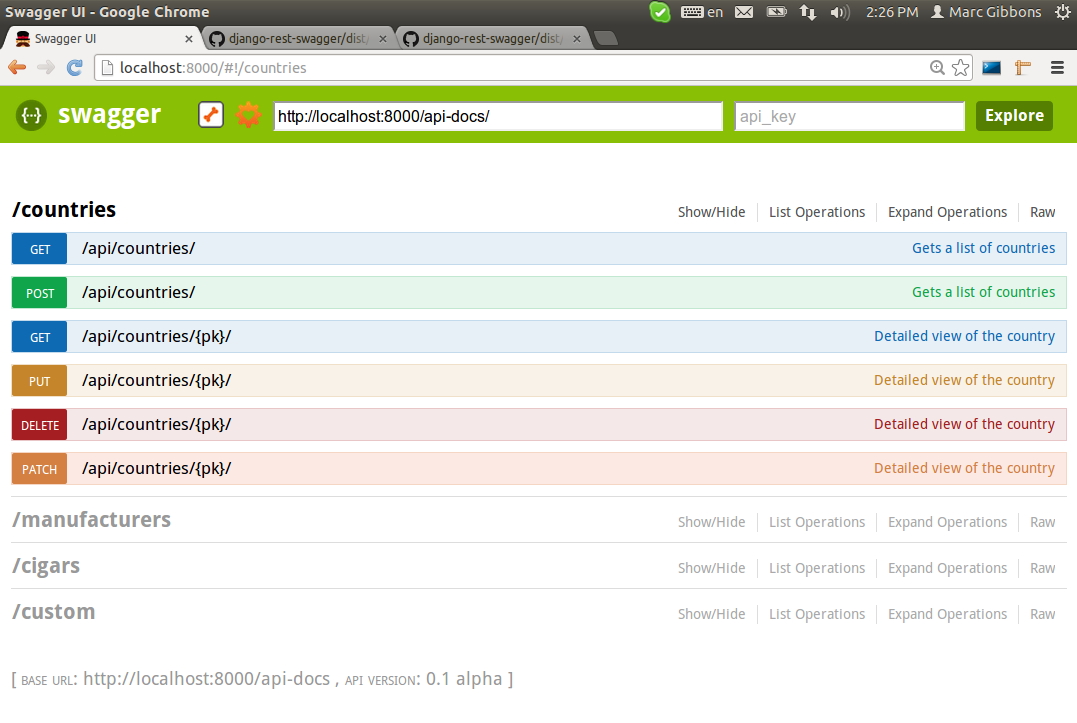 Swagger UI - Google Chrome en 2:26 PM Marc Gibbons
Swagger UI × django-rest-swagger/dist/ × django-rest-swagger/dist/ ×
localhost:8000/#!/countries
{··} swagger http://localhost:8000/api-docs/ api_key Explore
/countries Show/Hide List Operations Expand Operations Raw
GET /api/countries/ Gets a list of countries
POST /api/countries/ Gets a list of countries
GET /api/countries/{pk}/ Detailed view of the country
PUT /api/countries/{pk}/ Detailed view of the country
DELETE /api/countries/{pk}/ Detailed view of the country
PATCH /api/countries/{pk}/ Detailed view of the country
/manufacturers Show/Hide List Operations Expand Operations Raw
/cigars Show/Hide List Operations Expand Operations Raw
/custom Show/Hide List Operations Expand Operations Raw
[ BASE URL: http://localhost:8000/api-docs , API VERSION: 0.1 alpha ]